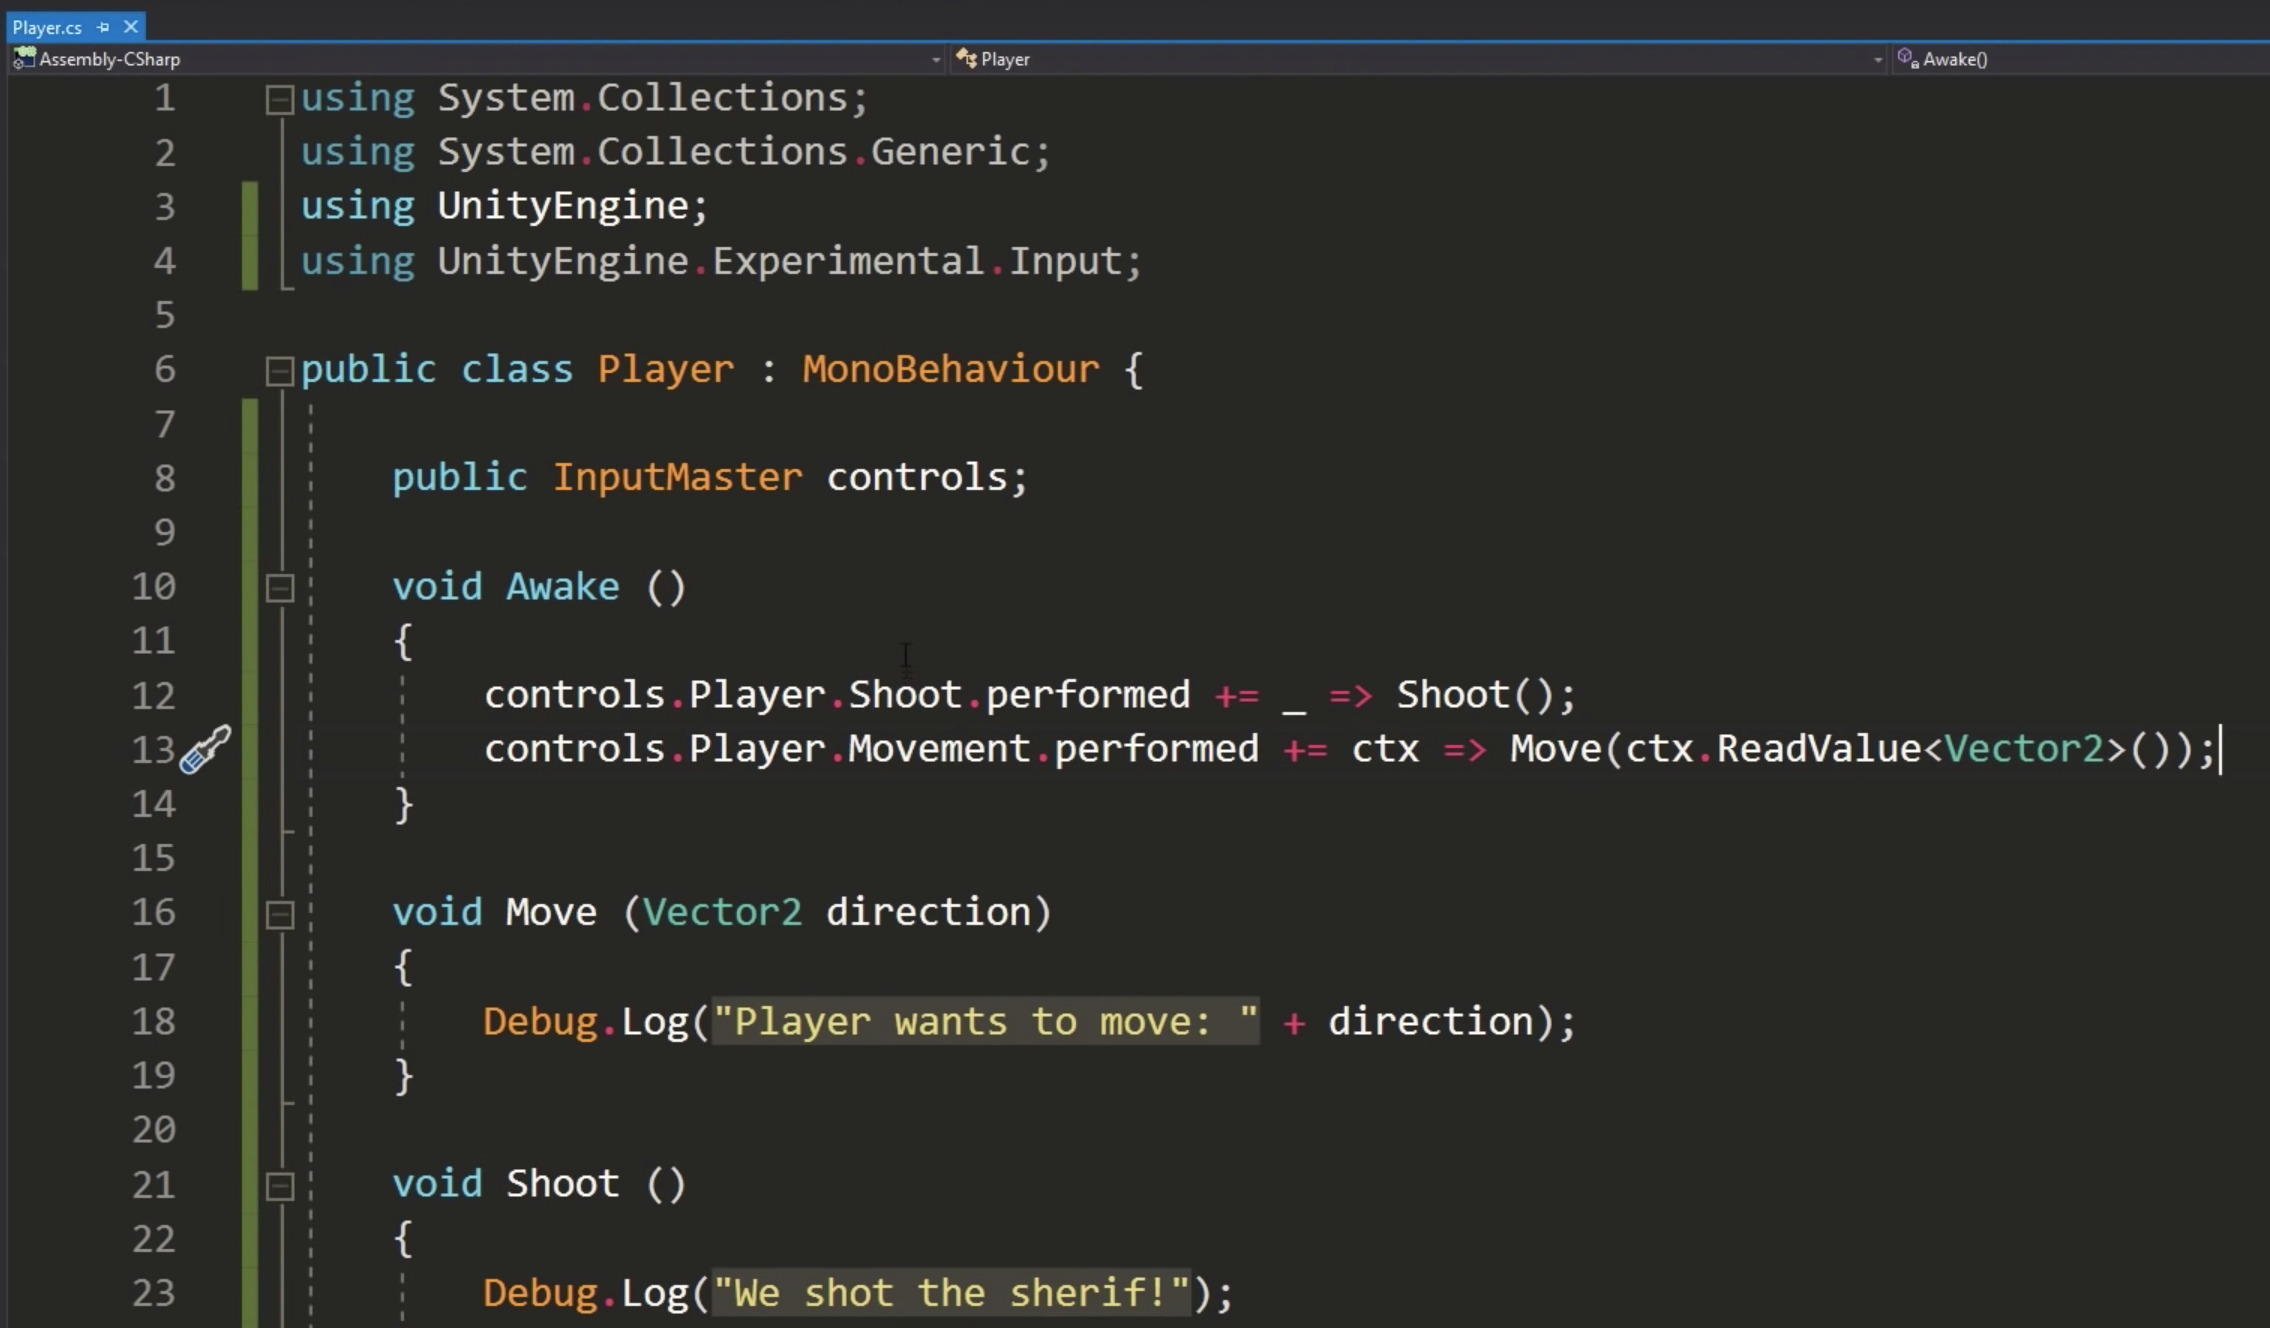 Player.cs
Assembly-CSharp Player Awake()
1 using System.Collections;
2 using System.Collections.Generic;
3 using UnityEngine;
4 using UnityEngine.Experimental.Input;
5
6 public class Player : MonoBehaviour {
7
8 public InputMaster controls;
9
10 void Awake ()
11 {
12 controls.Player.Shoot.performed += _ => Shoot();
13 controls.Player.Movement.performed += ctx => Move(ctx.ReadValue<Vector2>());
14 }
15
16 void Move (Vector2 direction)
17 {
18 Debug.Log("Player wants to move: " + direction);
19 }
20
21 void Shoot ()
22 {
23 Debug.Log("We shot the sherif!");